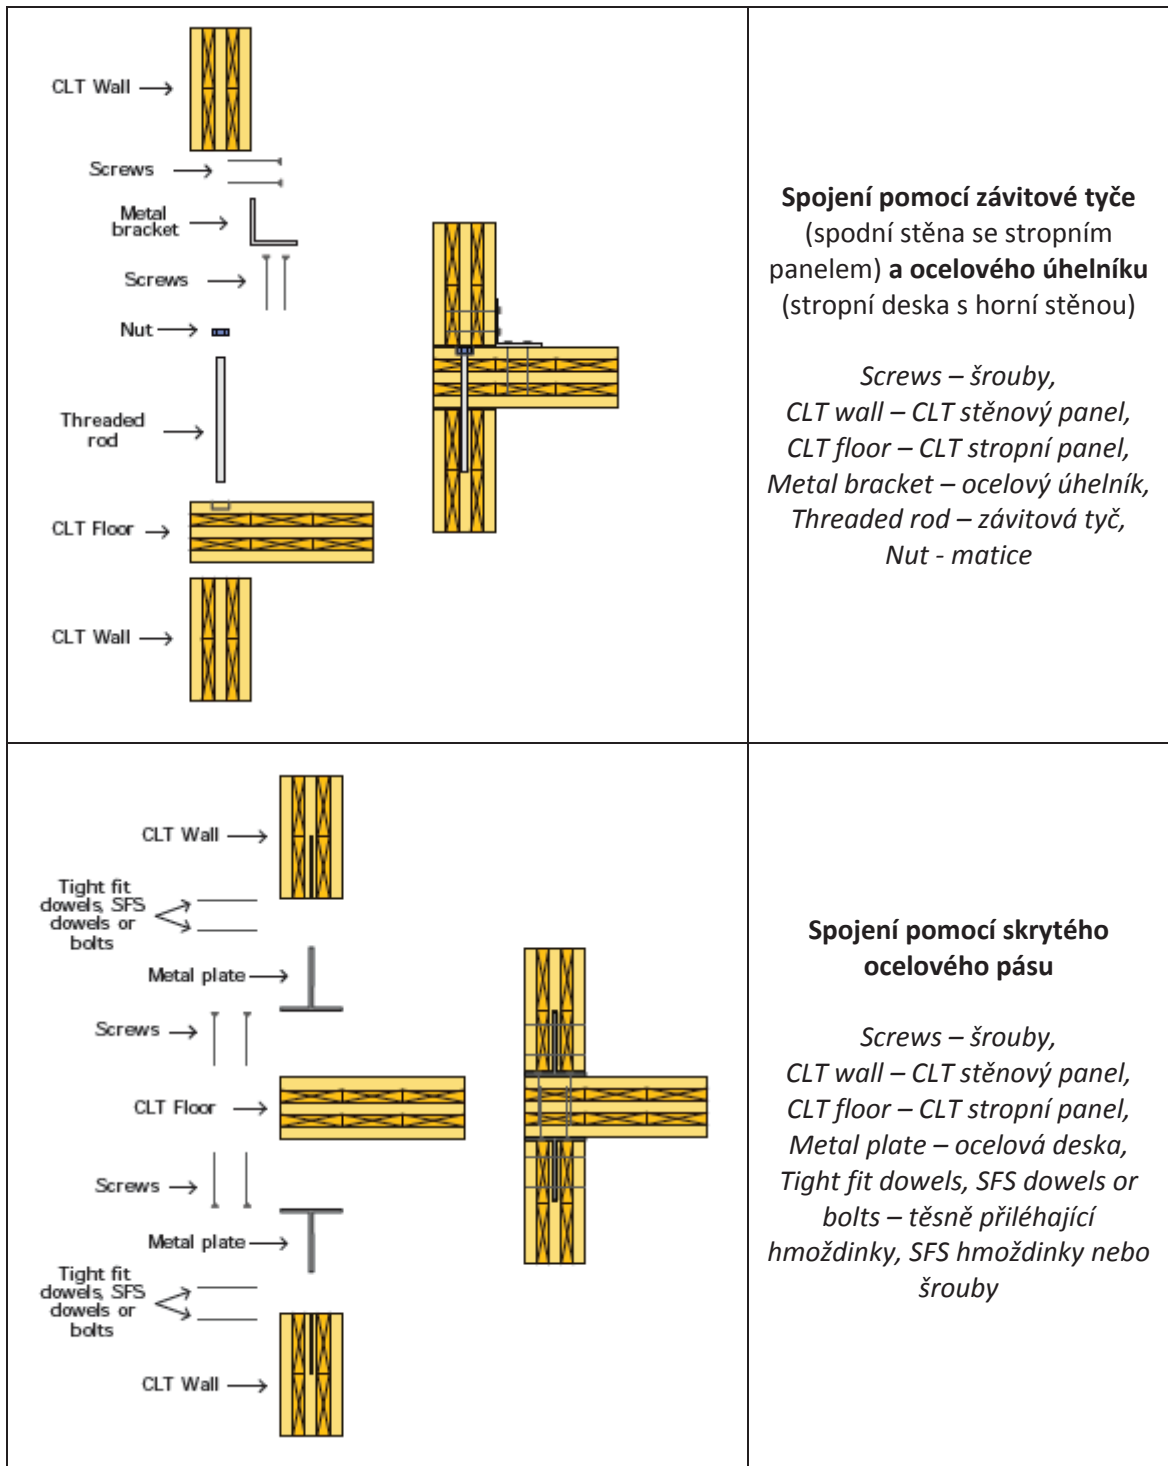 CLT Wall
Screws
Metal
bracket
Screws
Nut
Threaded
rod
CLT Floor
CLT Wall
Spojení pomocí závitové tyče
(spodní stěna se stropním
panelem) a ocelového úhelníku
(stropní deska s horní stěnou)
Screws – šrouby,
CLT wall – CLT stěnový panel,
CLT floor – CLT stropní panel,
Metal bracket – ocelový úhelník,
Threaded rod – závitová tyč,
Nut - matice
CLT Wall
Tight fit
dowels, SFS
dowels or
bolts
Metal plate
Screws
CLT Floor
Screws
Metal plate
Tight fit
dowels, SFS
dowels or
bolts
CLT Wall
Spojení pomocí skrytého
ocelového pásu
Screws – šrouby,
CLT wall – CLT stěnový panel,
CLT floor – CLT stropní panel,
Metal plate – ocelová deska,
Tight fit dowels, SFS dowels or
bolts – těsně přiléhající
hmoždinky, SFS hmoždinky nebo
šrouby